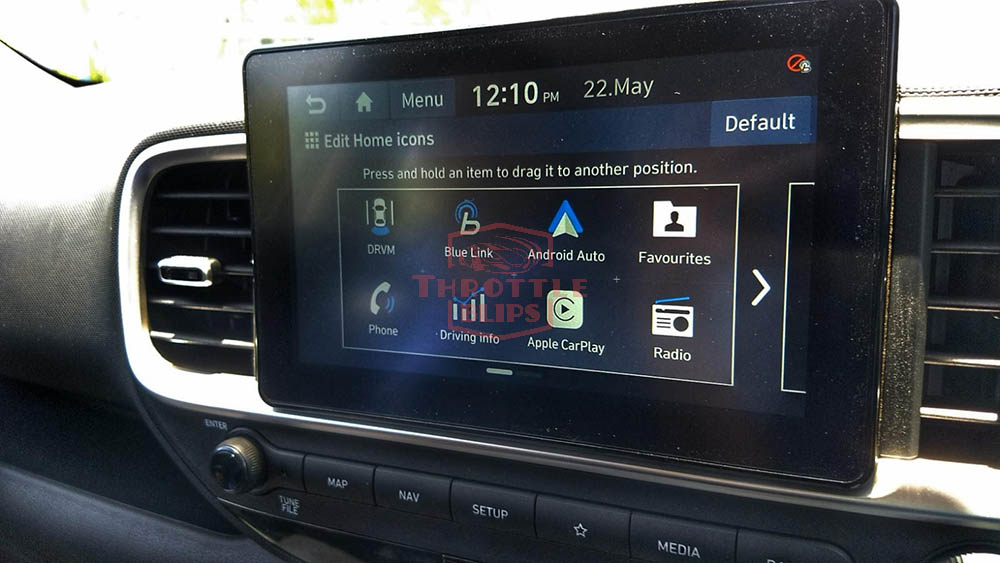 Menu 12:10 PM 22.May
Edit Home icons Default
Press and hold an item to drag it to another position.
DRVM Blue Link Android Auto Favourites
THROTTLE
BLIPS
Phone Driving info Apple CarPlay Radio
ENTER
TUNE
FILE
MAP NAV SETUP MEDIA